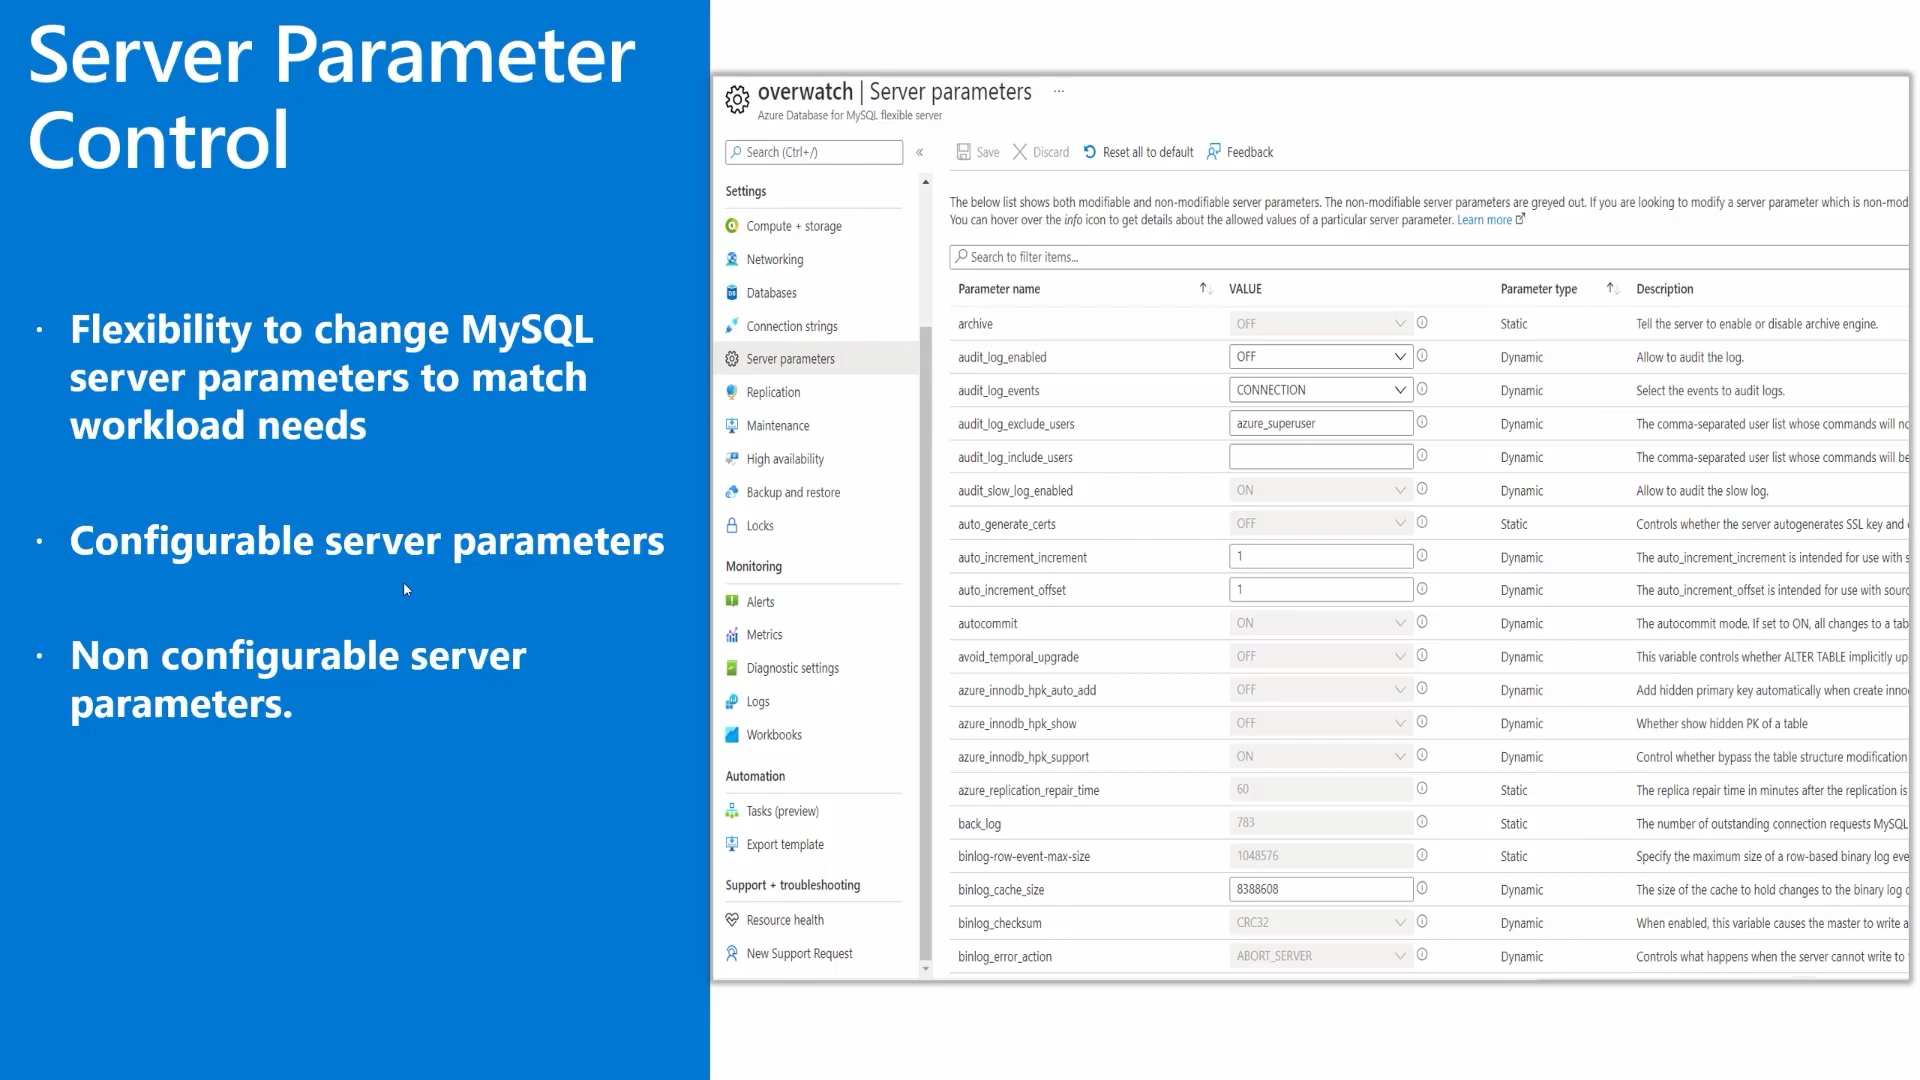 Server Parameter
Control
· Flexibility to change MySQL
server parameters to match
workload needs
· Configurable server parameters
· Non configurable server
parameters.
overwatch | Server parameters ...
Azure Database for MySQL flexible server
Search (Ctrl+/) «
Settings
Compute + storage
Networking
Databases
Connection strings
Server parameters
Replication
Maintenance
High availability
Backup and restore
Locks
Monitoring
Alerts
Metrics
Diagnostic settings
Logs
Workbooks
Automation
Tasks (preview)
Export template
Support + troubleshooting
Resource health
New Support Request
Save Discard Reset all to default Feedback
The below list shows both modifiable and non-modifiable server parameters. The non-modifiable server parameters are greyed out. If you are looking to modify a server parameter which is non-mod
You can hover over the info icon to get details about the allowed values of a particular server parameter. Learn more
Search to filter items...
Parameter name VALUE Parameter type Description
archive OFF Static Tell the server to enable or disable archive engine.
audit_log_enabled OFF Dynamic Allow to audit the log.
audit_log_events CONNECTION Dynamic Select the events to audit logs.
audit_log_exclude_users azure_superuser Dynamic The comma-separated user list whose commands will no
audit_log_include_users Dynamic The comma-separated user list whose commands will be
audit_slow_log_enabled ON Dynamic Allow to audit the slow log.
auto_generate_certs OFF Static Controls whether the server autogenerates SSL key and
auto_increment_increment 1 Dynamic The auto_increment_increment is intended for use with s
auto_increment_offset 1 Dynamic The auto_increment_offset is intended for use with sourc
autocommit ON Dynamic The autocommit mode. If set to ON, all changes to a tab
avoid_temporal_upgrade OFF Dynamic This variable controls whether ALTER TABLE implicitly up
azure_innodb_hpk_auto_add OFF Dynamic Add hidden primary key automatically when create inno
azure_innodb_hpk_show OFF Dynamic Whether show hidden PK of a table
azure_innodb_hpk_support ON Dynamic Control whether bypass the table structure modification
azure_replication_repair_time 60 Static The replica repair time in minutes after the replication is
back_log 783 Static The number of outstanding connection requests MySQL
binlog-row-event-max-size 1048576 Static Specify the maximum size of a row-based binary log eve
binlog_cache_size 8388608 Dynamic The size of the cache to hold changes to the binary log
binlog_checksum CRC32 Dynamic When enabled, this variable causes the master to write a
binlog_error_action ABORT_SERVER Dynamic Controls what happens when the server cannot write to